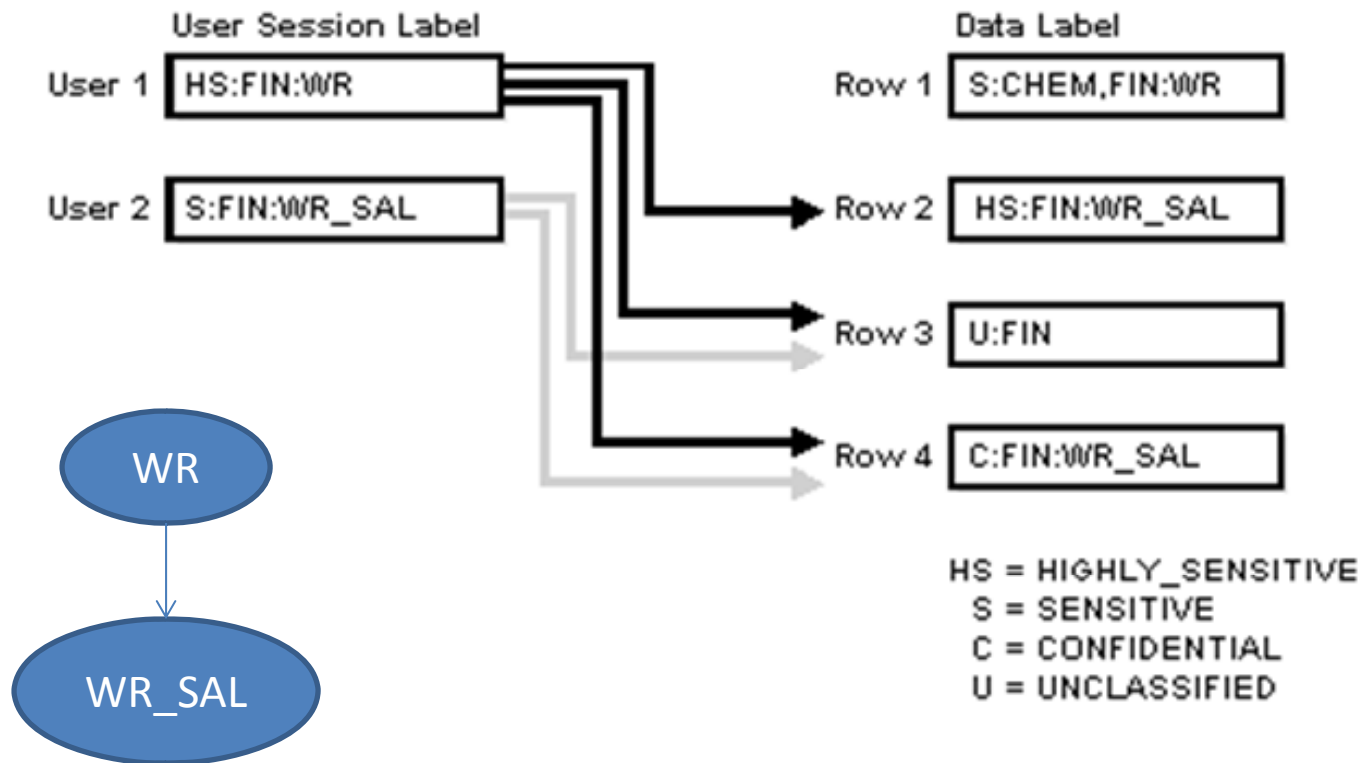 User Session Label
Data Label
User 1 HS:FIN:WR
Row 1 S:CHEM,FIN:WR
User 2 S:FIN:WR_SAL
Row 2 HS:FIN:WR_SAL
Row 3 U:FIN
Row 4 C:FIN:WR_SAL
WR
WR_SAL
HS = HIGHLY_SENSITIVE
S = SENSITIVE
C = CONFIDENTIAL
U = UNCLASSIFIED